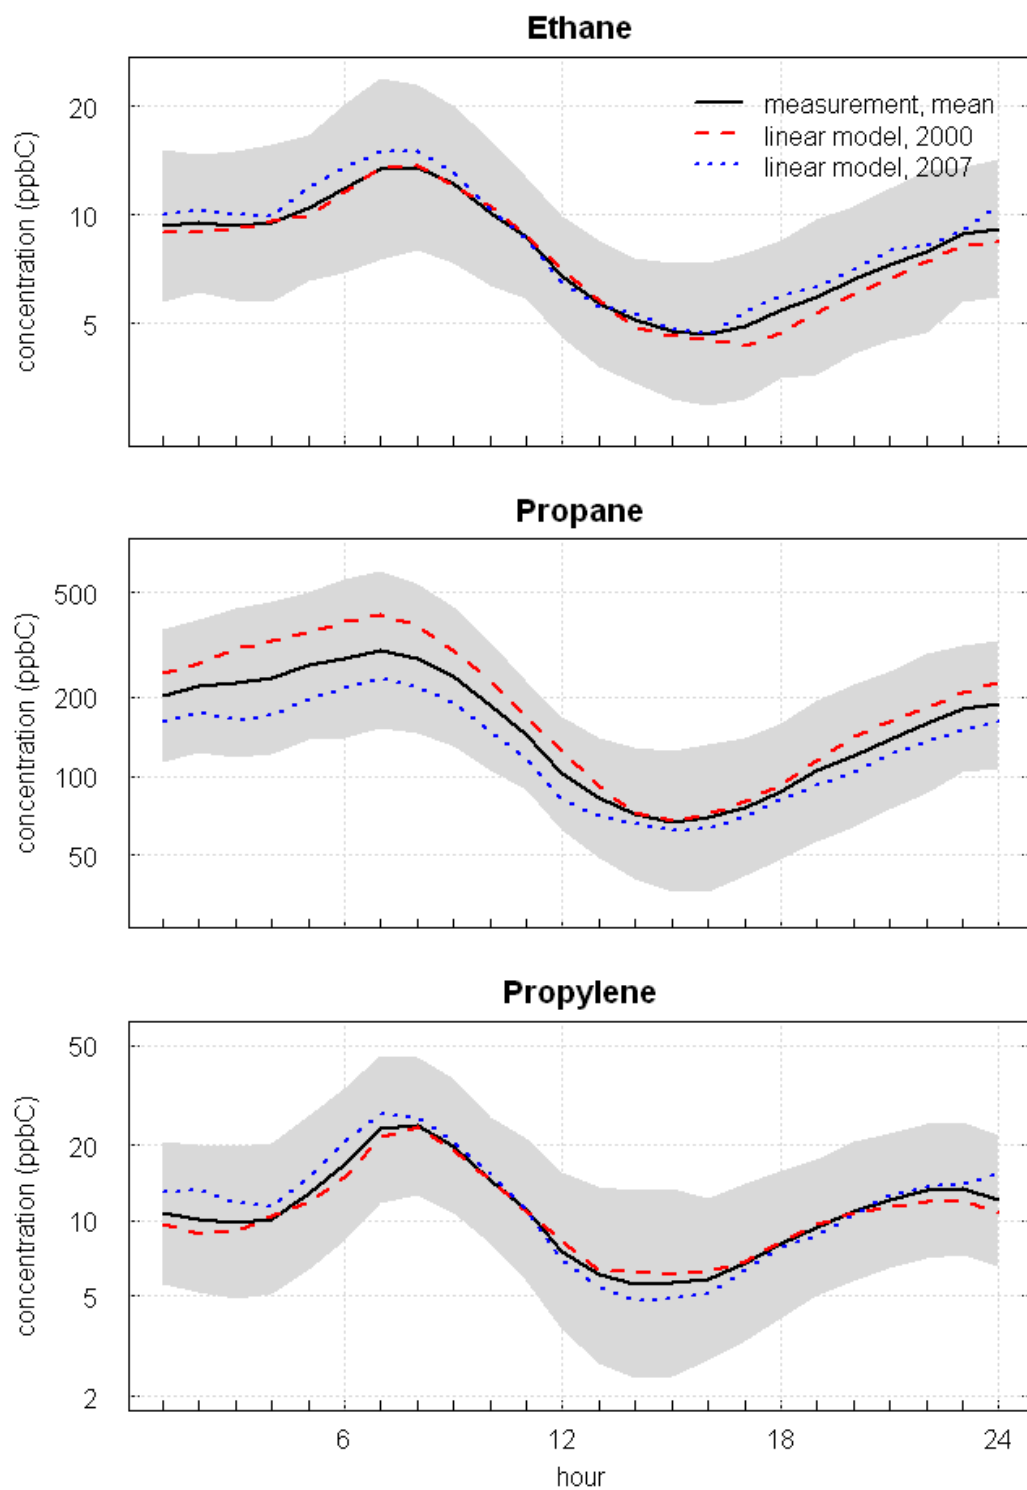 Ethane
concentration (ppbC)
20
10
5
measurement, mean
linear model, 2000
linear model, 2007
Propane
concentration (ppbC)
500
200
100
50
Propylene
concentration (ppbC)
50
20
10
5
2
6 12 18 24
hour